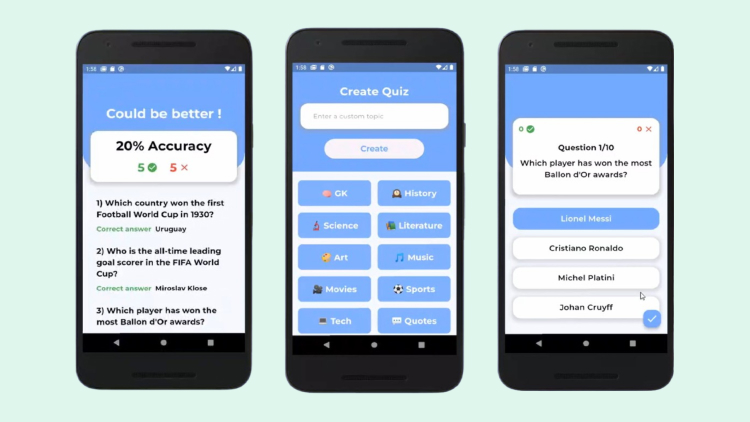 1:58
Could be better !
20% Accuracy
5 5
1) Which country won the first
Football World Cup in 1930?
Correct answer Uruguay
2) Who is the all-time leading
goal scorer in the FIFA World
Cup?
Correct answer Miroslav Klose
3) Which player has won the
most Ballon d'Or awards?
1:58
Create Quiz
Enter a custom topic
Create
GK History
Science Literature
Art Music
Movies Sports
Tech Quotes
1:58
0 0
Question 1/10
Which player has won the most
Ballon d'Or awards?
Lionel Messi
Cristiano Ronaldo
Michel Platini
Johan Cruyff